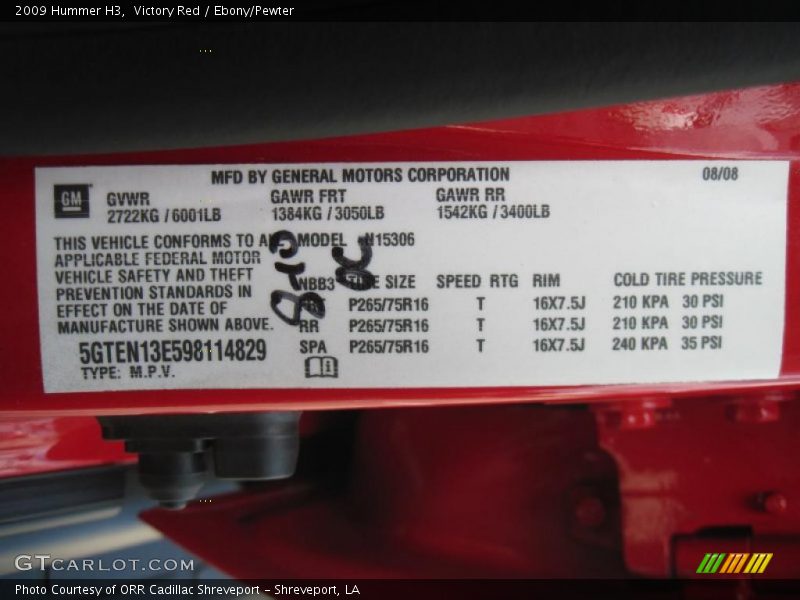 2009 Hummer H3, Victory Red / Ebony/Pewter
MFD BY GENERAL MOTORS CORPORATION 08/08
GM
GVWR GAWR FRT GAWR RR
2722KG / 6001LB 1384KG / 3050LB 1542KG / 3400LB
THIS VEHICLE CONFORMS TO MODEL N15306
APPLICABLE FEDERAL MOTOR
VEHICLE SAFETY AND THEFT
PREVENTION STANDARDS IN
EFFECT ON THE DATE OF
MANUFACTURE SHOWN ABOVE.
5GTEN13E598114829
TYPE: M.P.V.
NBB3 TIRE SIZE SPEED RTG RIM COLD TIRE PRESSURE
P265/75R16 T 16X7.5J 210 KPA 30 PSI
RR P265/75R16 T 16X7.5J 210 KPA 30 PSI
SPA P265/75R16 T 16X7.5J 240 KPA 35 PSI
GTCARLOT.COM
Photo Courtesy of ORR Cadillac Shreveport - Shreveport, LA